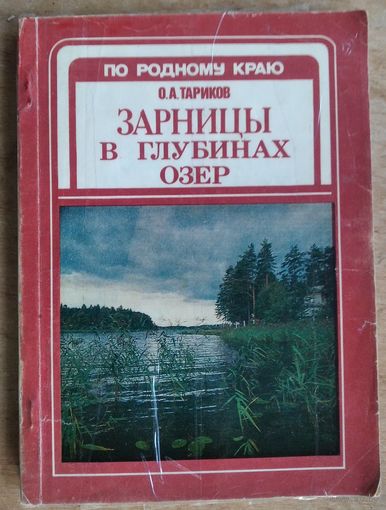 ПО РОДНОМУ КРАЮ
О.А.ТАРИКОВ
ЗАРНИЦЫ
В ГЛУБИНАХ
ОЗЕР